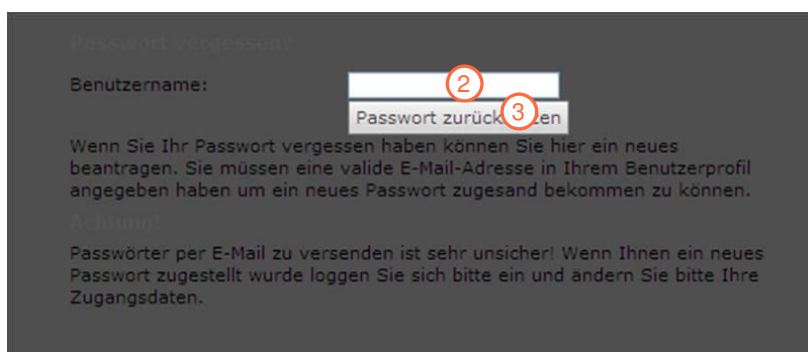 Passwort vergessen?
Benutzername:
2
Passwort zurück
3
en
Wenn Sie Ihr Passwort vergessen haben können Sie hier ein neues
beantragen. Sie müssen eine valide E-Mail-Adresse in Ihrem Benutzerprofil
angegeben haben um ein neues Passwort zugesand bekommen zu können.
Achtung!
Passwörter per E-Mail zu versenden ist sehr unsicher! Wenn Ihnen ein neues
Passwort zugestellt wurde loggen Sie sich bitte ein und ändern Sie bitte Ihre
Zugangsdaten.